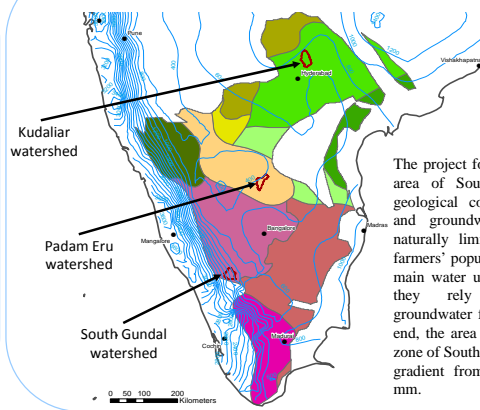 Pune
Vishakhapatna
Hyderabad
Kudaliar
watershed
Padam Eru
watershed
Mangalore
Bangalore
Madras
South Gundal
watershed
Cochin
Madurai
0 50 100 200
Kilometers
The project fo
area of Sou
geological co
and groundw
naturally lim
farmers' popu
main water u
they rely
groundwater f
end, the area
zone of South
gradient from
mm.